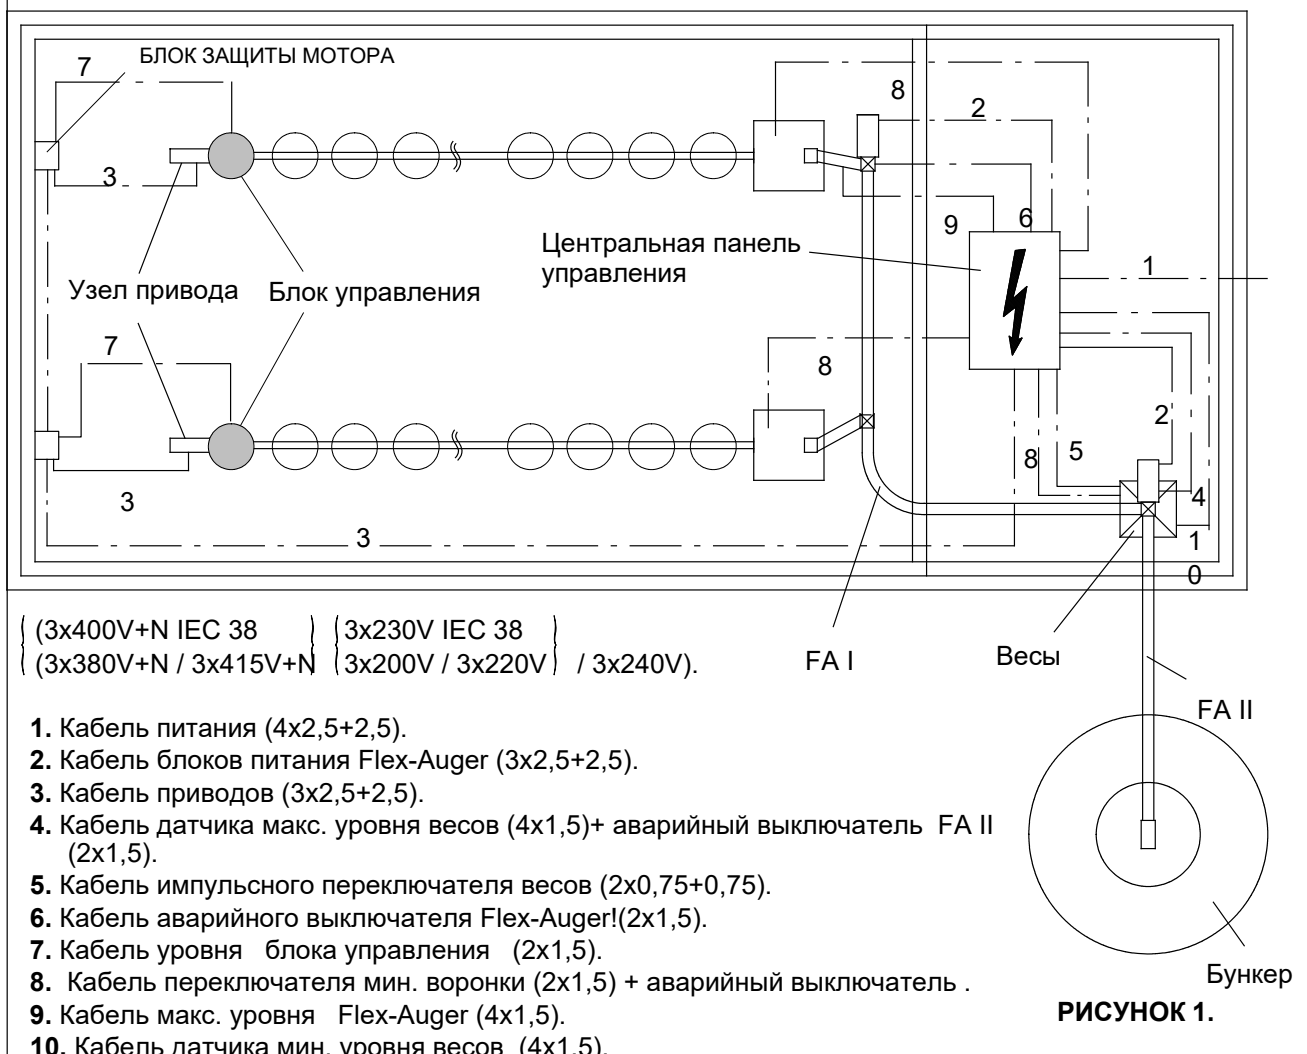 БЛОК ЗАЩИТЫ МОТОРА
7
8
2
3
9
6
Центральная панель
управления
1
Узел привода
Блок управления
7
8
2
5
8
4
3
3
1
0
(3x400V+N IEC 38
3x230V IEC 38
(3x380V+N / 3x415V+N
3x200V / 3x220V
/ 3x240V).
FA I
Весы
FA II
1. Кабель питания (4x2,5+2,5).
2. Кабель блоков питания Flex-Auger (3x2,5+2,5).
3. Кабель приводов (3x2,5+2,5).
4. Кабель датчика макс. уровня весов (4x1,5)+ аварийный выключатель FA II
(2x1,5).
5. Кабель импульсного переключателя весов (2x0,75+0,75).
6. Кабель аварийного выключателя Flex-Auger!(2x1,5).
7. Кабель уровня блока управления (2x1,5).
8. Кабель переключателя мин. воронки (2x1,5) + аварийный выключатель .
9. Кабель макс. уровня Flex-Auger (4x1,5).
10. Кабель датчика мин. уровня весов (4x1,5).
Бункер
РИСУНОК 1.